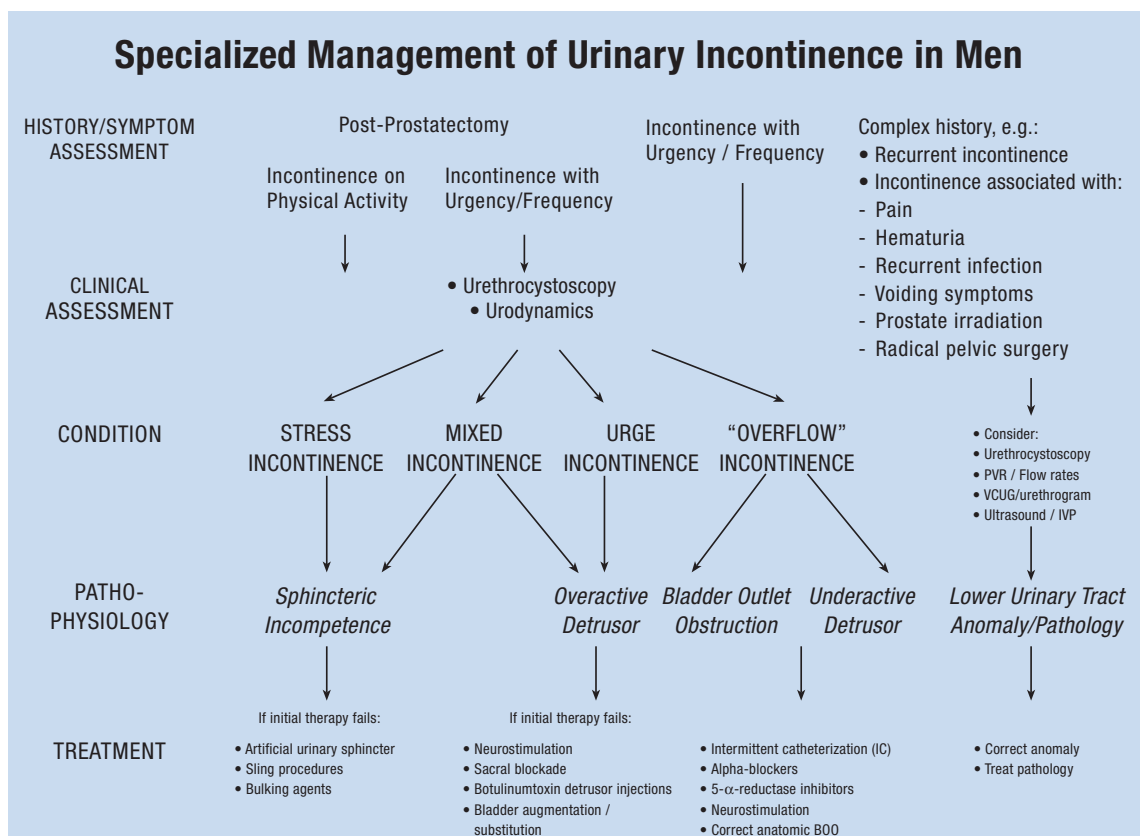 Specialized Management of Urinary Incontinence in Men
HISTORY/SYMPTOM
ASSESSMENT
Post-Prostatectomy
Incontinence on
Physical Activity
Incontinence with
Urgency/Frequency
Incontinence with
Urgency / Frequency
Complex history, e.g.:
• Recurrent incontinence
• Incontinence associated with:
- Pain
- Hematuria
- Recurrent infection
- Voiding symptoms
- Prostate irradiation
- Radical pelvic surgery
CLINICAL
ASSESSMENT
• Urethrocystoscopy
• Urodynamics
CONDITION
STRESS
INCONTINENCE
MIXED
INCONTINENCE
URGE
INCONTINENCE
“OVERFLOW”
INCONTINENCE
• Consider:
• Urethrocystoscopy
• PVR / Flow rates
• VCUG/urethrogram
• Ultrasound / IVP
PATHO-
PHYSIOLOGY
Sphincteric
Incompetence
Overactive
Detrusor
Bladder Outlet
Obstruction
Underactive
Detrusor
Lower Urinary Tract
Anomaly/Pathology
TREATMENT
If initial therapy fails:
• Artificial urinary sphincter
• Sling procedures
• Bulking agents
If initial therapy fails:
• Neurostimulation
• Sacral blockade
• Botulinumtoxin detrusor injections
• Bladder augmentation /
substitution
• Intermittent catheterization (IC)
• Alpha-blockers
• 5-α-reductase inhibitors
• Neurostimulation
• Correct anatomic BOO
• Correct anomaly
• Treat pathology